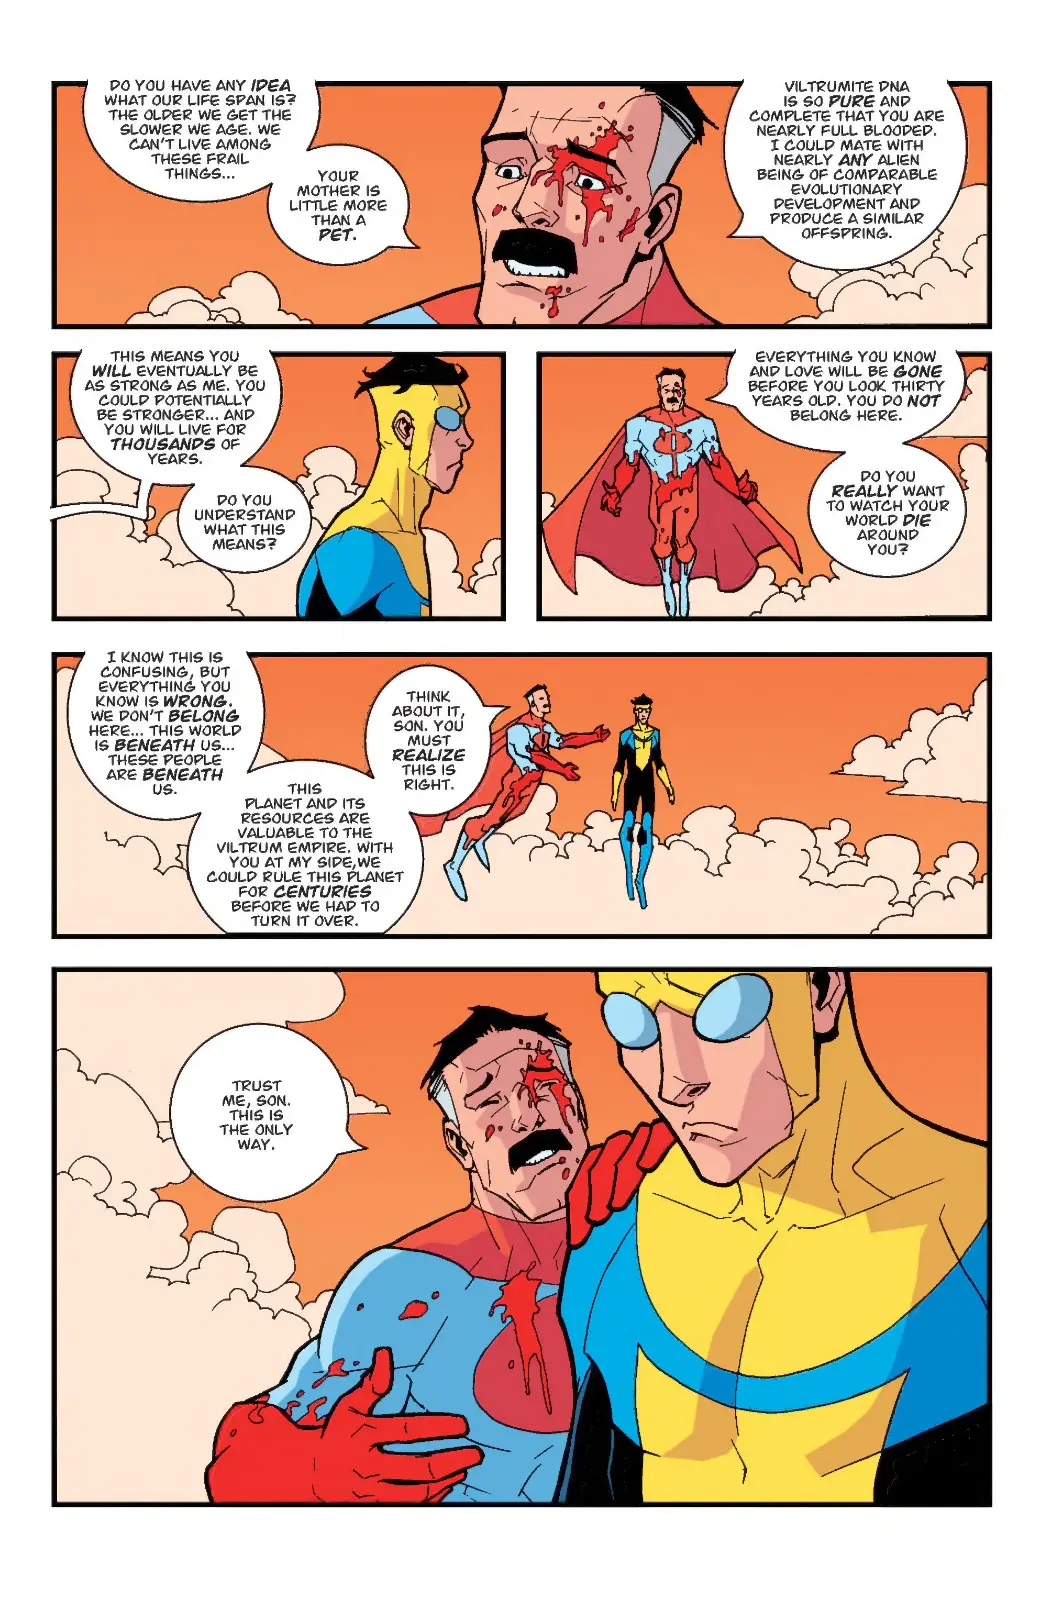 DO YOU HAVE ANY IDEA
WHAT OUR LIFE SPAN IS?
THE OLDER WE GET THE
SLOWER WE AGE. WE
CAN'T LIVE AMONG
THESE FRAIL
THINGS...
YOUR
MOTHER IS
LITTLE MORE
THAN A
PET.
VILTRUMITE DNA
IS SO PURE AND
COMPLETE THAT YOU ARE
NEARLY FULL BLOODED.
I COULD MATE WITH
NEARLY ANY ALIEN
BEING OF COMPARABLE
EVOLUTIONARY
DEVELOPMENT AND
PRODUCE A SIMILAR
OFFSPRING.
THIS MEANS YOU
WILL EVENTUALLY BE
AS STRONG AS ME. YOU
COULD POTENTIALLY
BE STRONGER... AND
YOU WILL LIVE FOR
THOUSANDS OF
YEARS.
DO YOU
UNDERSTAND
WHAT THIS
MEANS?
EVERYTHING YOU KNOW
AND LOVE WILL BE GONE
BEFORE YOU LOOK THIRTY
YEARS OLD. YOU DO NOT
BELONG HERE.
DO YOU
REALLY WANT
TO WATCH YOUR
WORLD DIE
AROUND
YOU?
I KNOW THIS IS
CONFUSING, BUT
EVERYTHING YOU
KNOW IS WRONG.
WE DON'T BELONG
HERE... THIS WORLD
IS BENEATH US...
THESE PEOPLE
ARE BENEATH
US.
THIS
PLANET AND ITS
RESOURCES ARE
VALUABLE TO THE
VILTRUM EMPIRE. WITH
YOU AT MY SIDE,WE
COULD RULE THIS PLANET
FOR CENTURIES
BEFORE WE HAD TO
TURN IT OVER.
THINK
ABOUT IT,
SON. YOU
MUST
REALIZE
THIS IS
RIGHT.
TRUST
ME, SON.
THIS IS
THE ONLY
WAY.